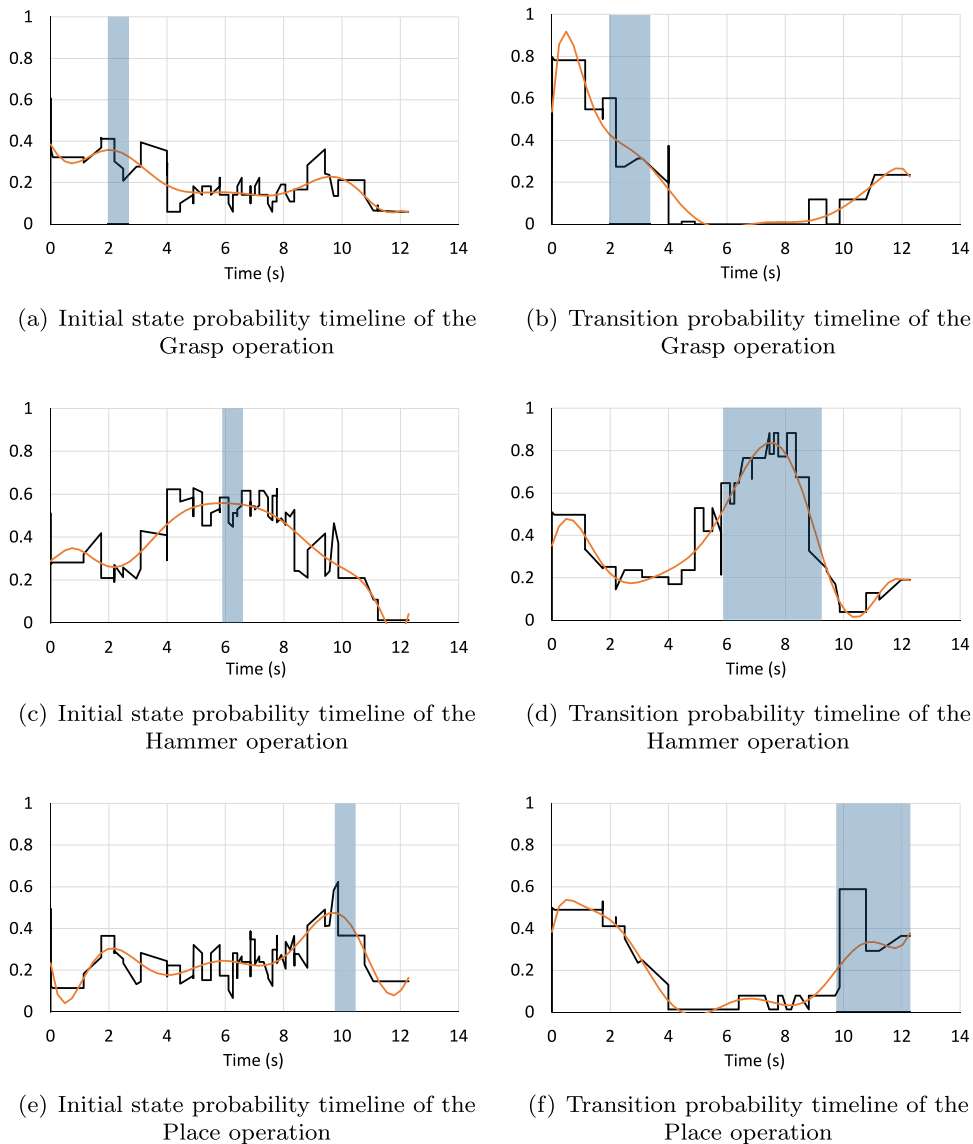 1
0.8
0.6
0.4
0.2
0
0 2 4 6 8 10 12 14
Time (s)
(a) Initial state probability timeline of the
Grasp operation
1
0.8
0.6
0.4
0.2
0
0 2 4 6 8 10 12 14
Time (s)
(b) Transition probability timeline of the
Grasp operation
1
0.8
0.6
0.4
0.2
0
0 2 4 6 8 10 12 14
Time (s)
(c) Initial state probability timeline of the
Hammer operation
1
0.8
0.6
0.4
0.2
0
0 2 4 6 8 10 12 14
Time (s)
(d) Transition probability timeline of the
Hammer operation
1
0.8
0.6
0.4
0.2
0
0 2 4 6 8 10 12 14
Time (s)
(e) Initial state probability timeline of the
Place operation
1
0.8
0.6
0.4
0.2
0
0 2 4 6 8 10 12 14
Time (s)
(f) Transition probability timeline of the
Place operation